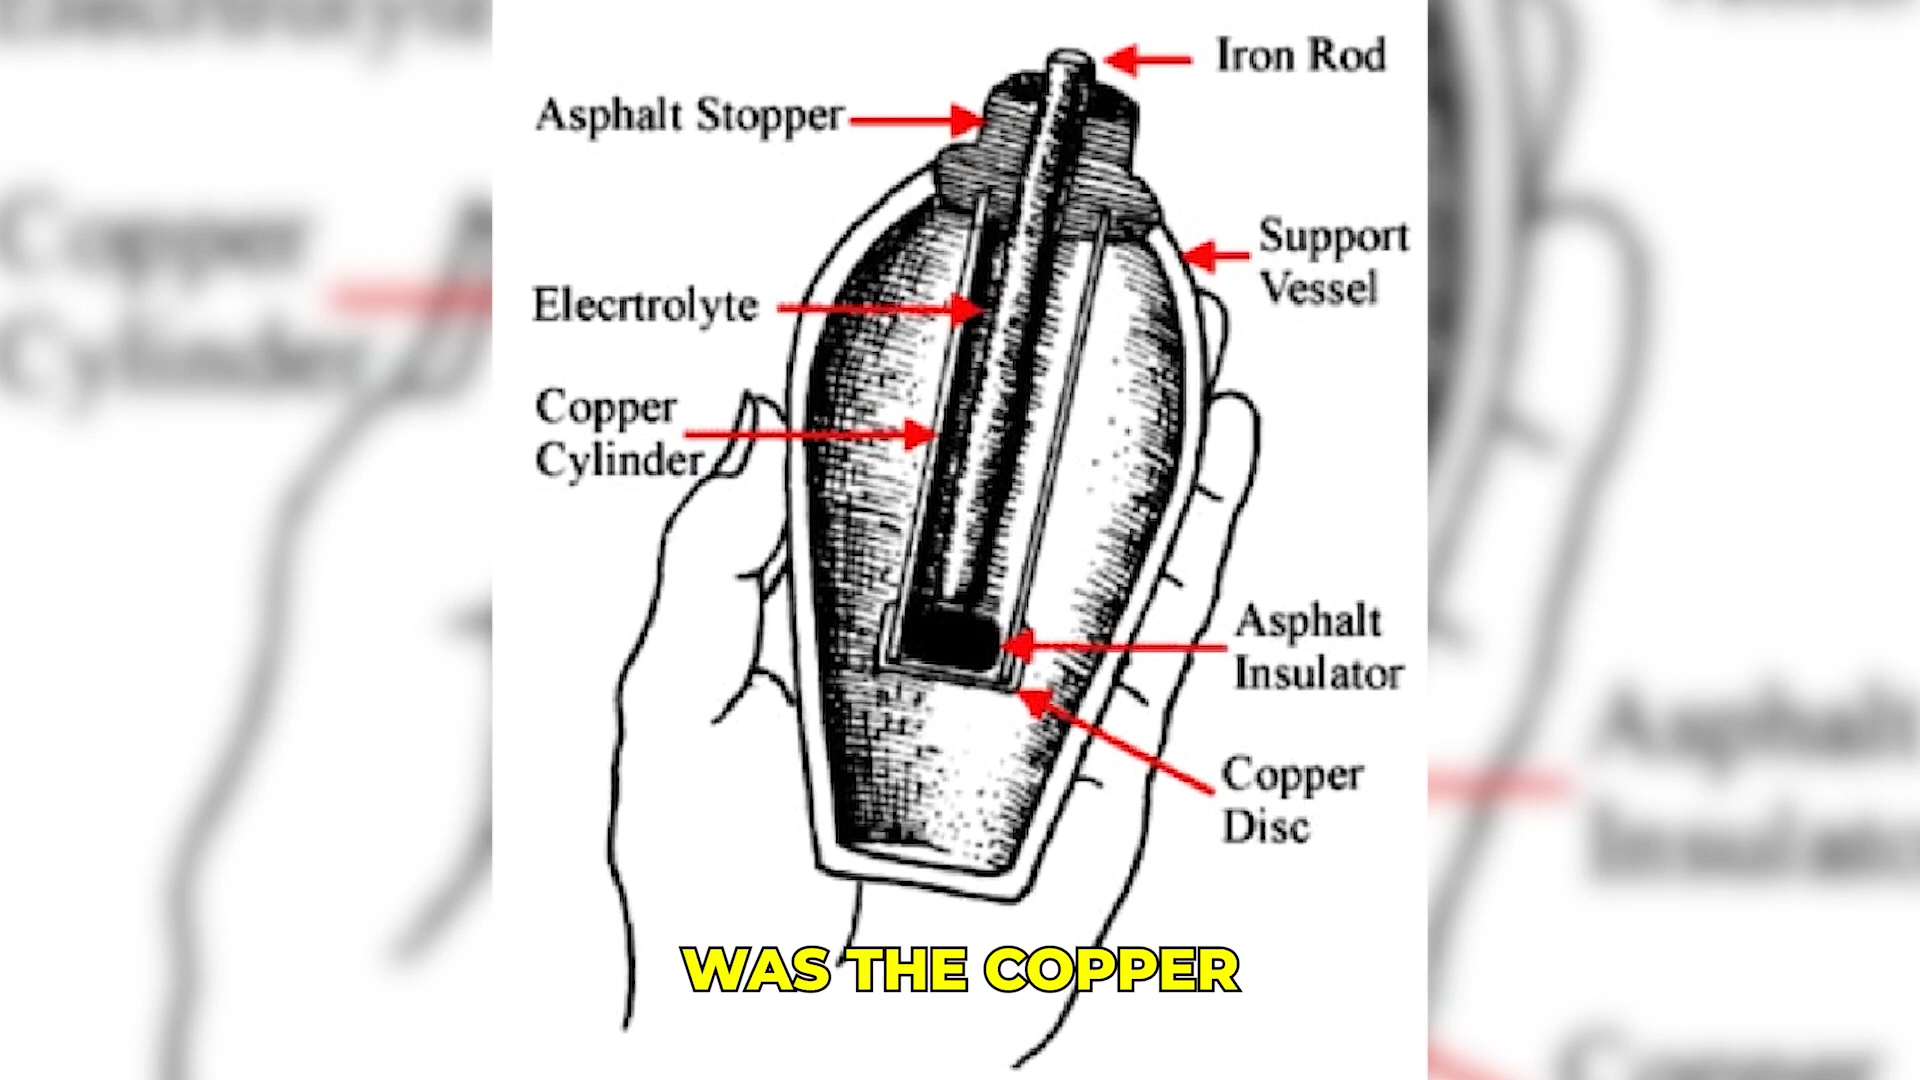 Iron Rod
Asphalt Stopper
Support
Vessel
Elecrtrolyte
Copper
Cylinder
Asphalt
Insulator
Copper
Disc
WAS THE COPPER